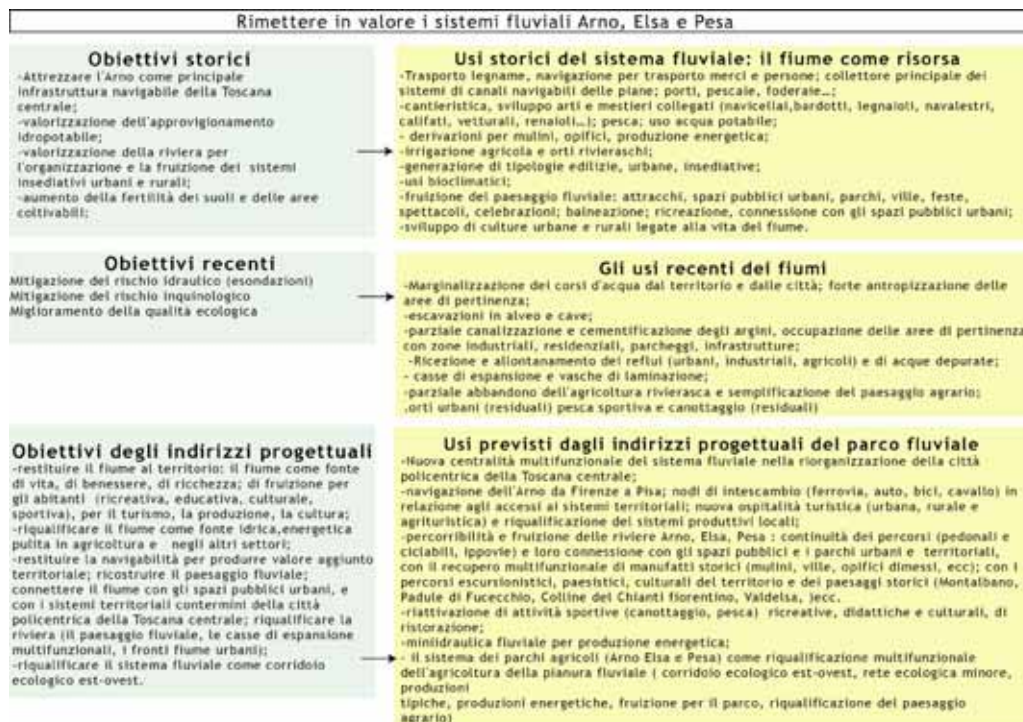 Rimettere in valore i sistemi fluviali Arno, Elsa e Pesa
Obiettivi storici
-Attrezzare l'Arno come principale
infrastruttura navigabile della Toscana
centrale;
-valorizzazione dell'approvigionamento
idropotabile;
-valorizzazione della riviera per
l'organizzazione e la fruizione dei sistemi
insediativi urbani e rurali;
-aumento della fertilità dei suoli e delle aree
coltivabili;
Usi storici del sistema fluviale: il fiume come risorsa
-Trasporto legname, navigazione per trasporto merci e persone; collettore principale dei
sistemi di canali navigabili delle piane; porti, pescaie, foderaie…;
-cantieristica, sviluppo arti e mestieri collegati (navicellai,bardotti, legnaioli, navalestri,
califati, vetturali, renaioli…); pesca; uso acqua potabile;
- derivazioni per mulini, opifici, produzione energetica;
-irrigazione agricola e orti rivieraschi;
-generazione di tipologie edilizie, urbane, insediative;
-usi bioclimatici;
-fruizione del paesaggio fluviale: attracchi, spazi pubblici urbani, parchi, ville, feste,
spettacoli, celebrazioni; balneazione; ricreazione, connessione con gli spazi pubblici urbani;
-sviluppo di culture urbane e rurali legate alla vita del fiume.
Obiettivi recenti
Mitigazione del rischio idraulico (esondazioni)
Mitigazione del rischio inquinologico
Miglioramento della qualità ecologica
Gli usi recenti dei fiumi
-Marginalizzazione dei corsi d'acqua dal territorio e dalle città; forte antropizzazione delle
aree di pertinenza;
-escavazioni in alveo e cave;
-parziale canalizzazione e cementificazione degli argini, occupazione delle aree di pertinenza
con zone industriali, residenziali, parcheggi, infrastrutture;
-Ricezione e allontanamento dei reflui (urbani, industriali, agricoli) e di acque depurate;
- casse di espansione e vasche di laminazione;
-parziale abbandono dell'agricoltura rivierasca e semplificazione del paesaggio agrario;
.orti urbani (residuali) pesca sportiva e canottaggio (residuali)
Obiettivi degli indirizzi progettuali
-restituire il fiume al territorio: il fiume come fonte
di vita, di benessere, di ricchezza; di fruizione per
gli abitanti (ricreativa, educativa, culturale,
sportiva), per il turismo, la produzione, la cultura;
-riqualificare il fiume come fonte idrica,energetica
pulita in agricoltura e negli altri settori;
-restituire la navigabilità per produrre valore aggiunto
territoriale; ricostruire il paesaggio fluviale;
connettere il fiume con gli spazi pubblici urbani, e
con i sistemi territoriali contermini della città
policentrica della Toscana centrale; riqualificare la
riviera (il paesaggio fluviale, le casse di espansione
multifunzionali, i fronti fiume urbani);
-riqualificare il sistema fluviale come corridoio
ecologico est-ovest.
Usi previsti dagli indirizzi progettuali del parco fluviale
-Nuova centralità multifunzionale del sistema fluviale nella riorganizzazione della città
policentrica della Toscana centrale;
-navigazione dell'Arno da Firenze a Pisa; nodi di intescambio (ferrovia, auto, bici, cavallo) in
relazione agli accessi ai sistemi territoriali; nuova ospitalità turistica (urbana, rurale e
agrituristica) e riqualificazione dei sistemi produttivi locali;
-percorribilità e fruizione delle riviere Arno, Elsa, Pesa : continuità dei percorsi (pedonali e
ciclabili, ippovie) e loro connessione con gli spazi pubblici e i parchi urbani e territoriali,
con il recupero multifunzionale di manufatti storici (mulini, ville, opifici dimessi, ecc); con i
percorsi escursionistici, paesistici, culturali del territorio e dei paesaggi storici (Montalbano,
Padule di Fucecchio, Colline del Chianti fiorentino, Valdelsa, )ecc.
-riattivazione di attività sportive (canottaggio, pesca) ricreative, didattiche e culturali, di
ristorazione;
-miniidraulica fluviale per produzione energetica;
- il sistema dei parchi agricoli (Arno Elsa e Pesa) come riqualificazione multifunzionale
dell'agricoltura della pianura fluviale ( corridoio ecologico est-ovest, rete ecologica minore,
produzioni
tipiche, produzioni energetiche, fruizione per il parco, riqualificazione del paesaggio
agrario)